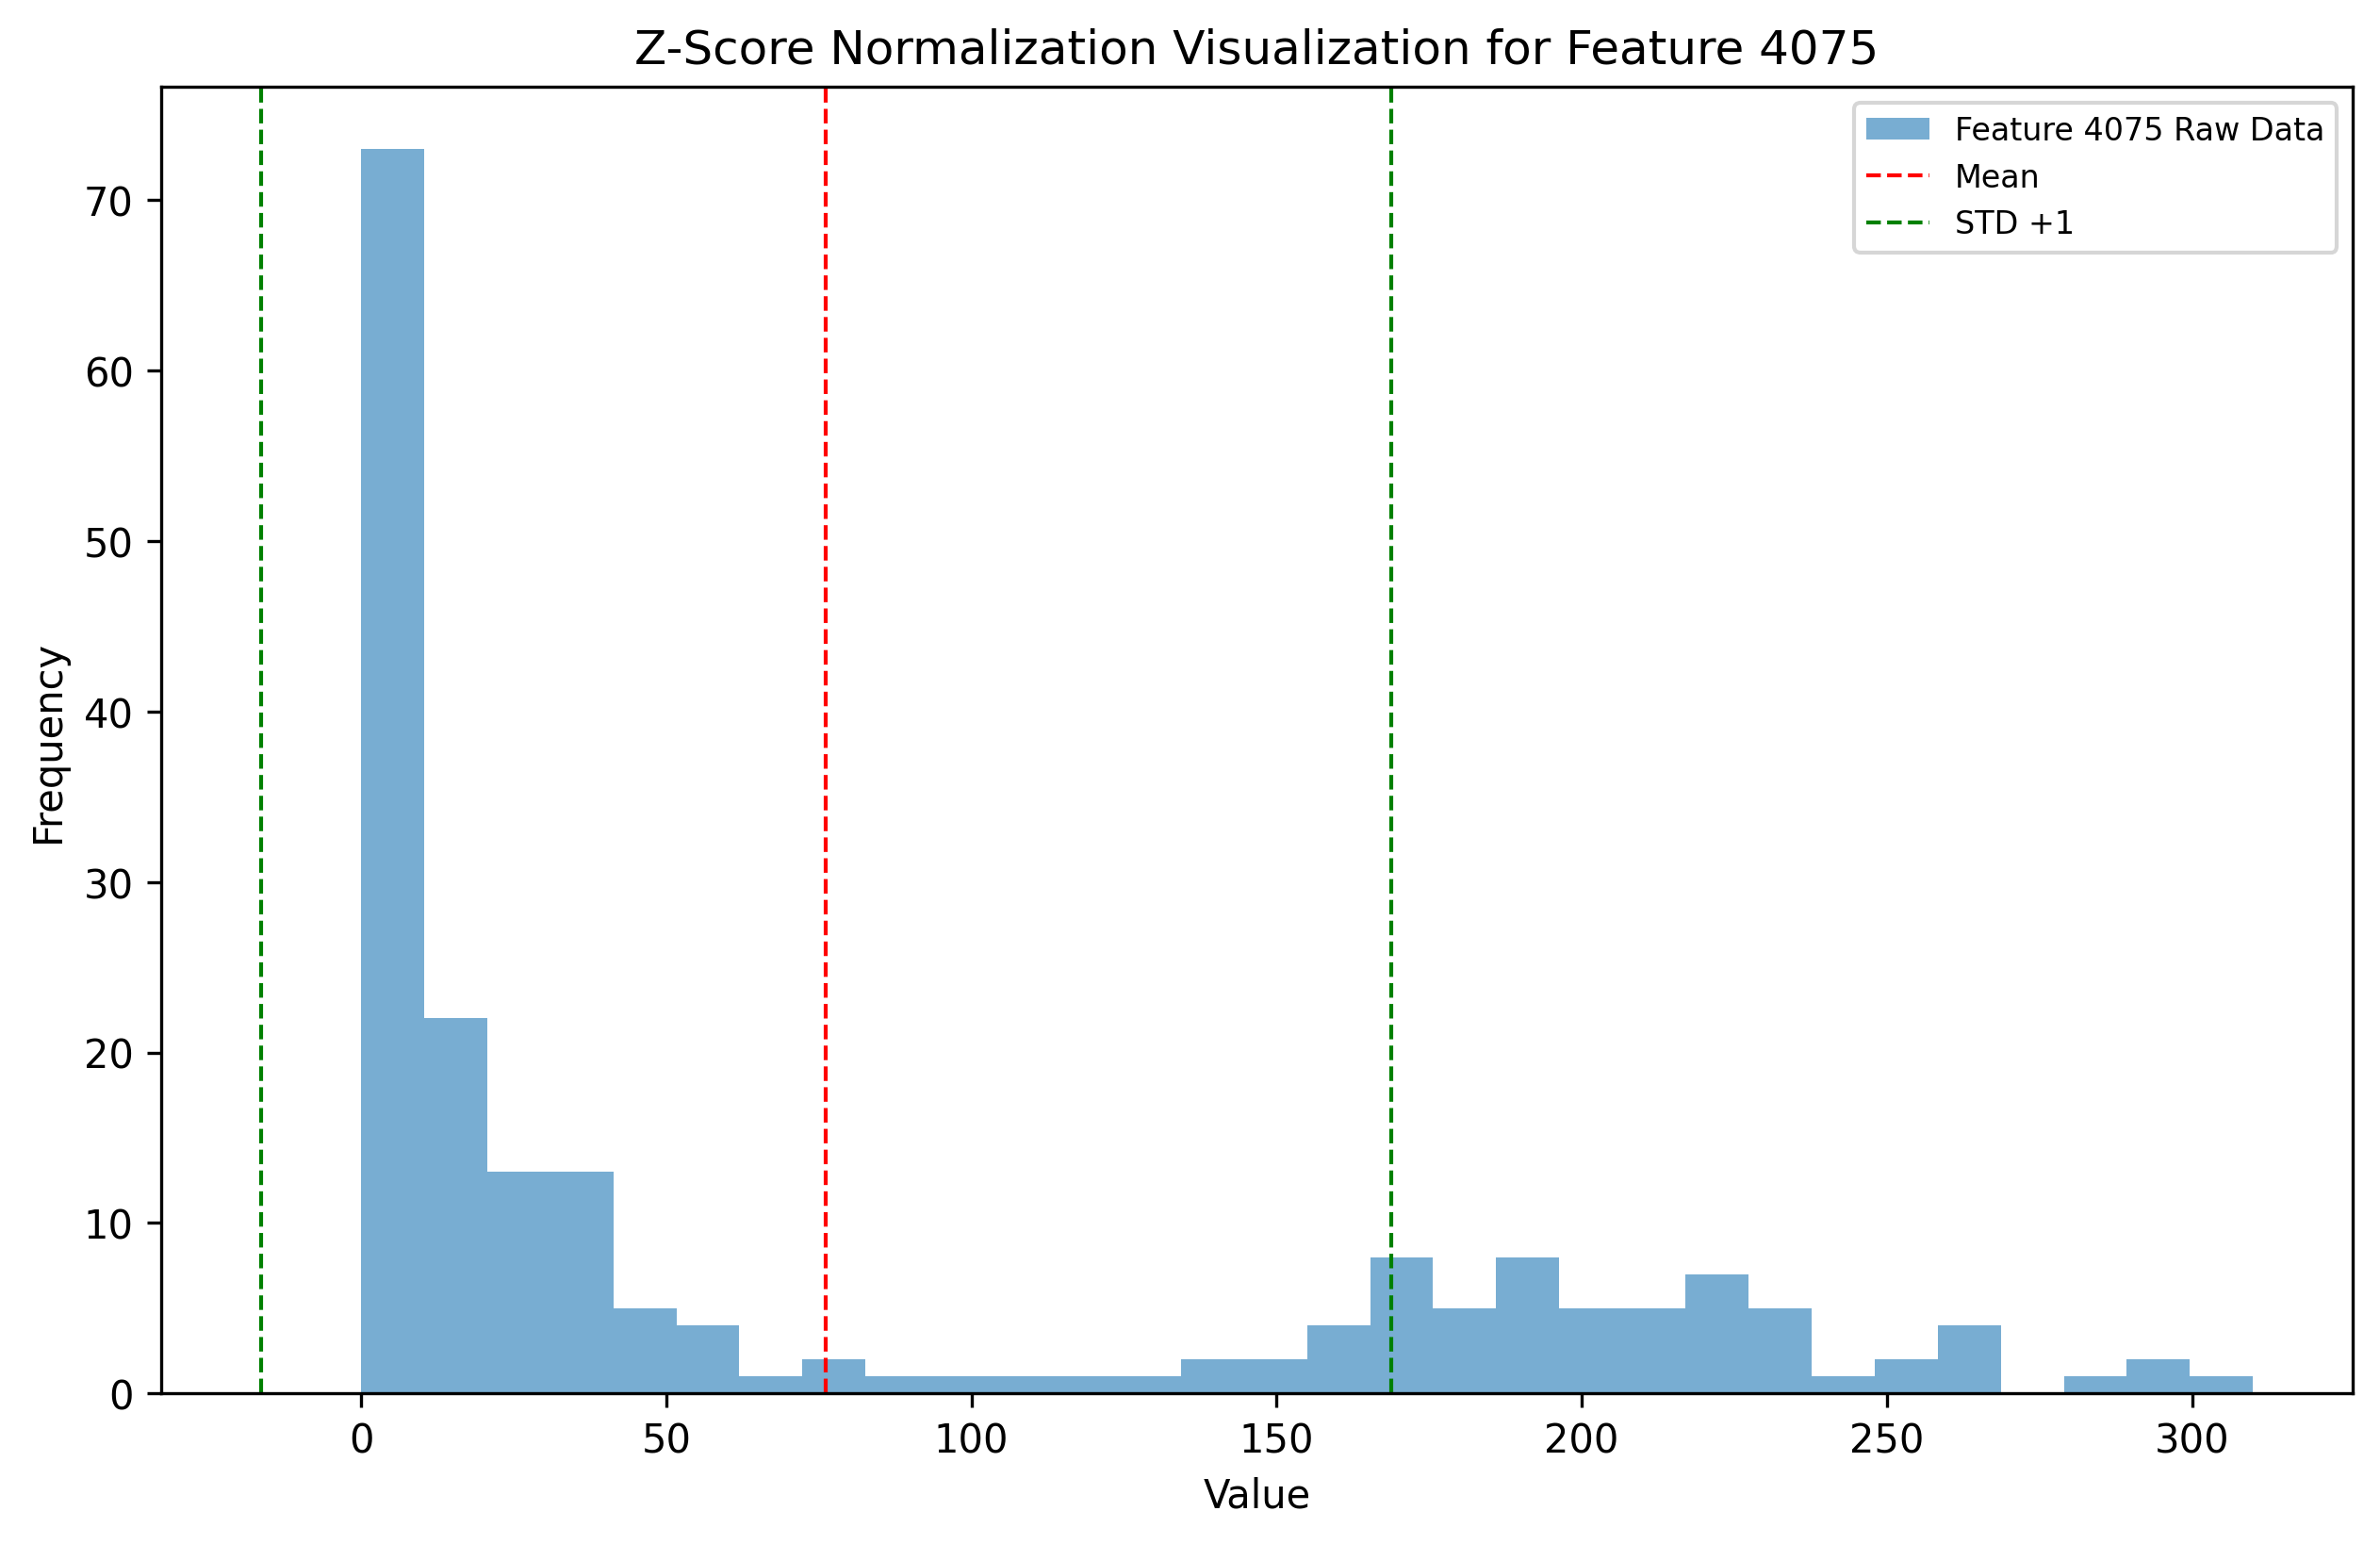 Z-Score Normalization Visualization for Feature 4075
Feature 4075 Raw Data
Mean
STD +1
Frequency
70
60
50
40
30
20
10
0
0 50 100 150 200 250 300
Value